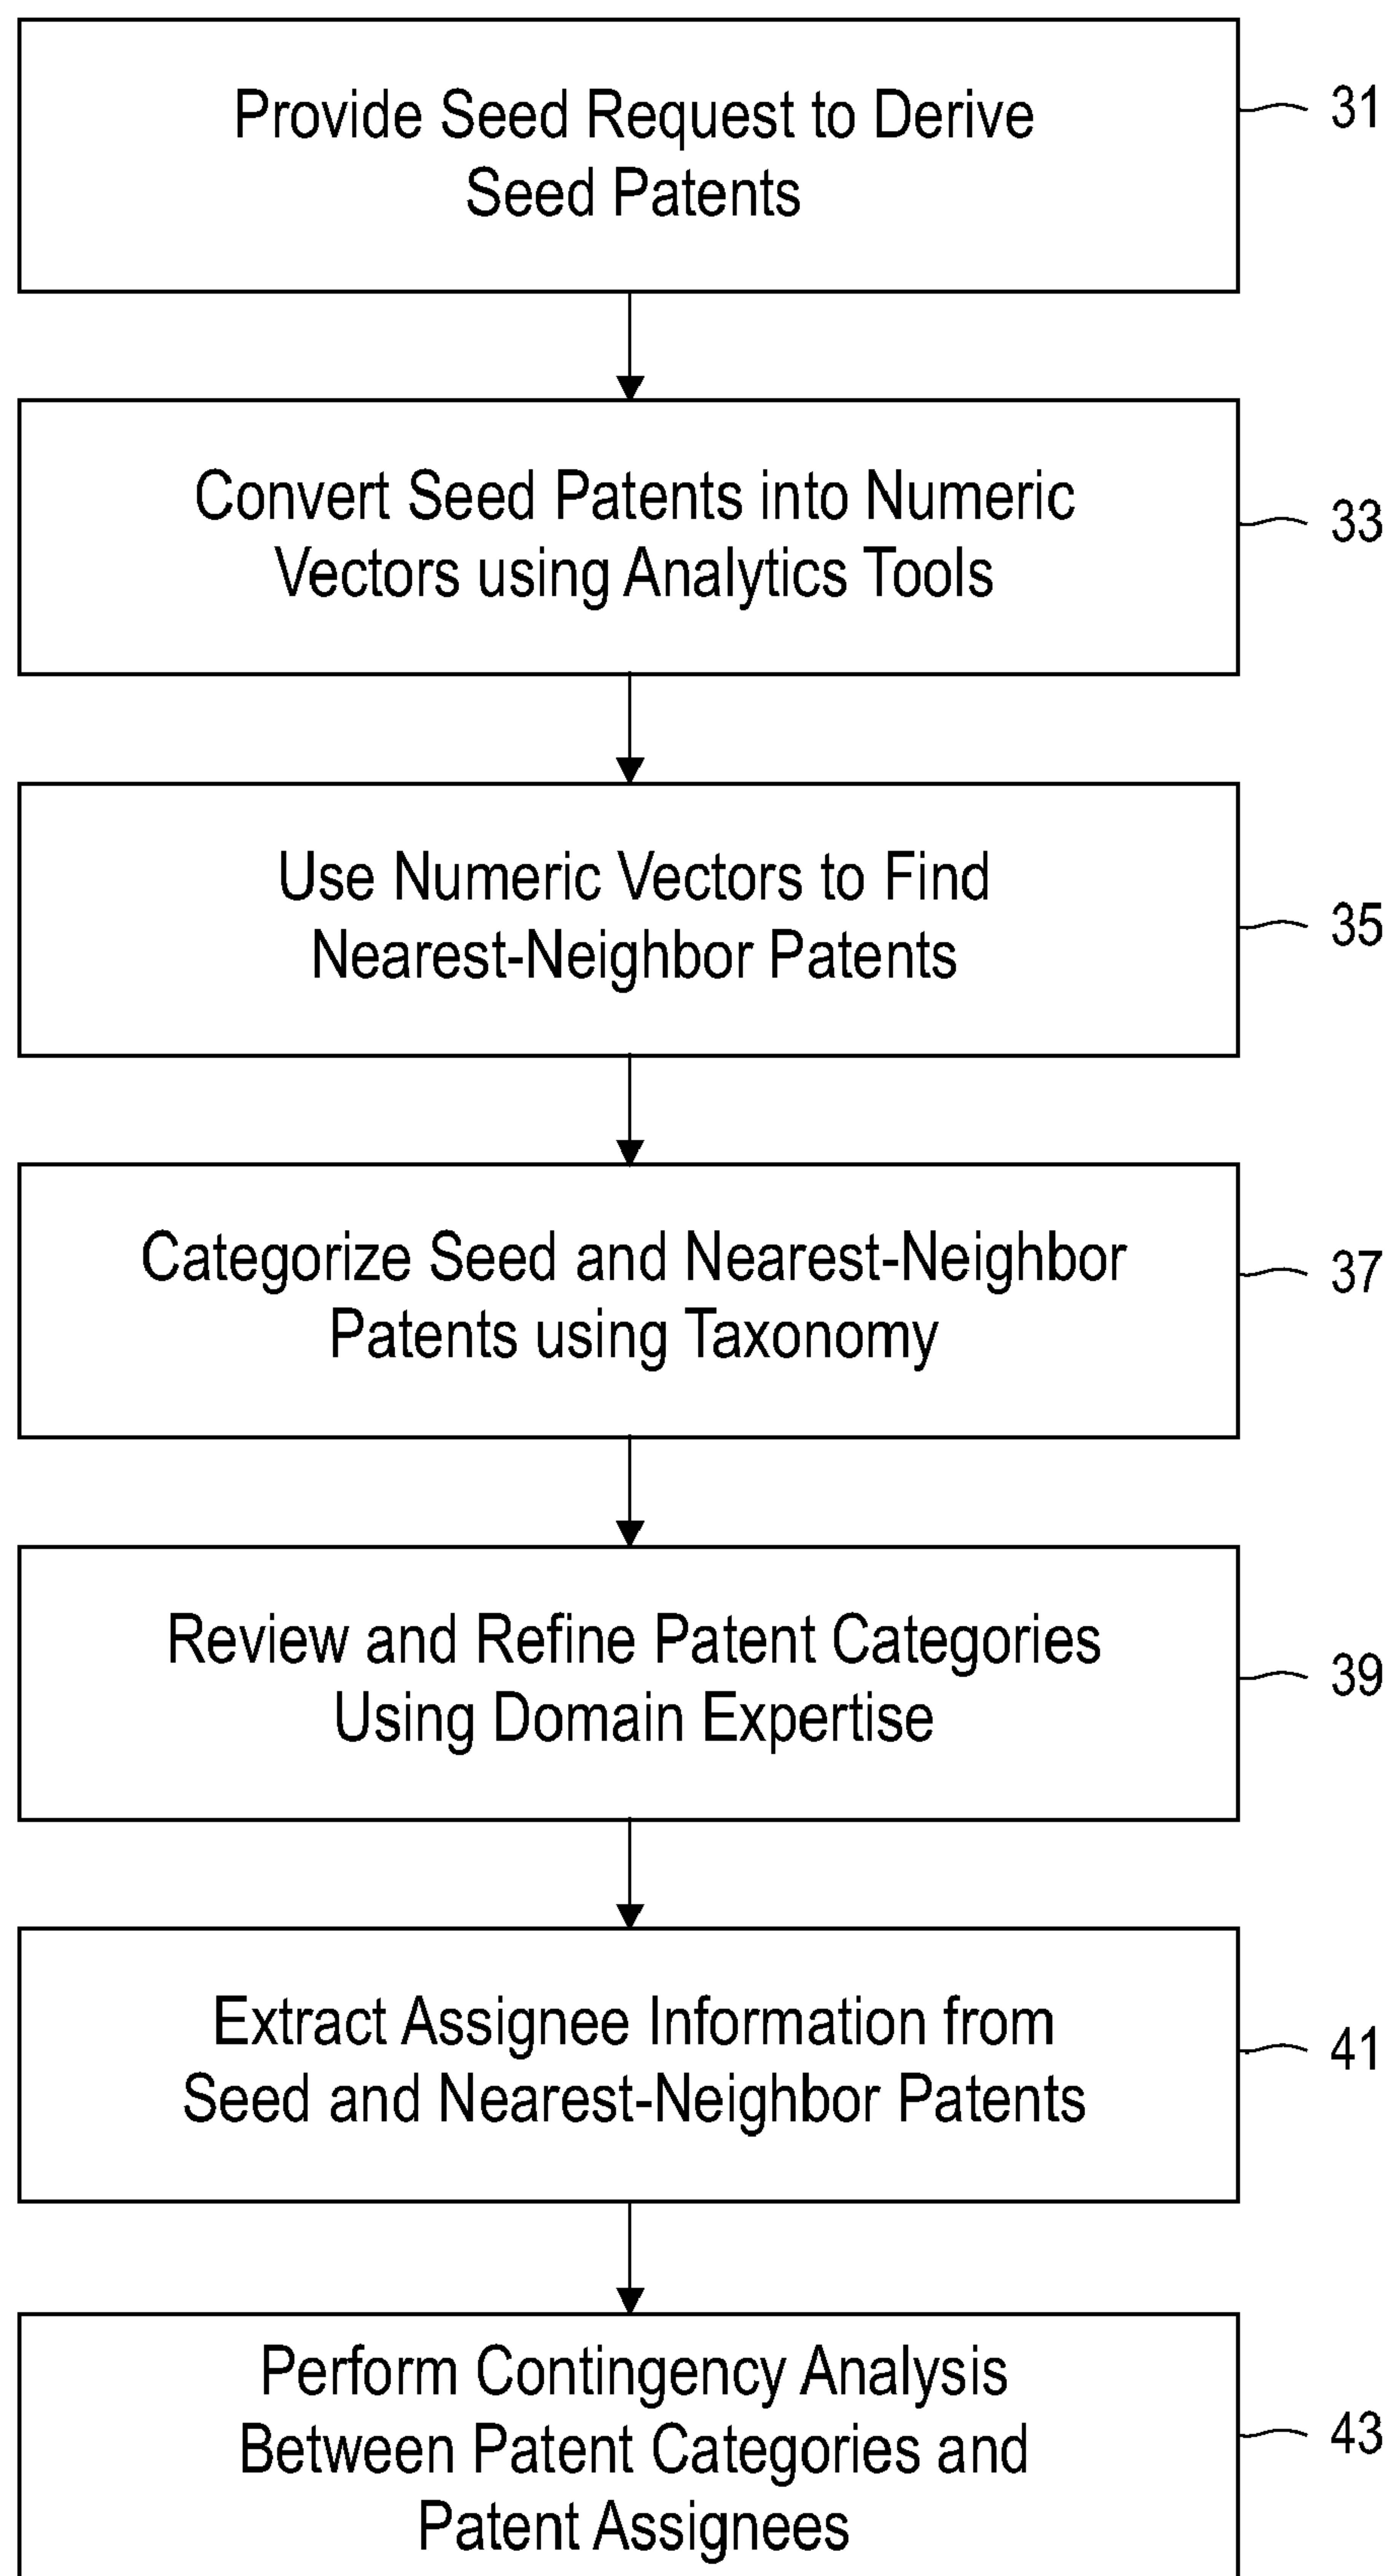 Provide Seed Request to Derive
Seed Patents
31
Convert Seed Patents into Numeric
Vectors using Analytics Tools
33
Use Numeric Vectors to Find
Nearest-Neighbor Patents
35
Categorize Seed and Nearest-Neighbor
Patents using Taxonomy
37
Review and Refine Patent Categories
Using Domain Expertise
39
Extract Assignee Information from
Seed and Nearest-Neighbor Patents
41
Perform Contingency Analysis
Between Patent Categories and
Patent Assignees
43